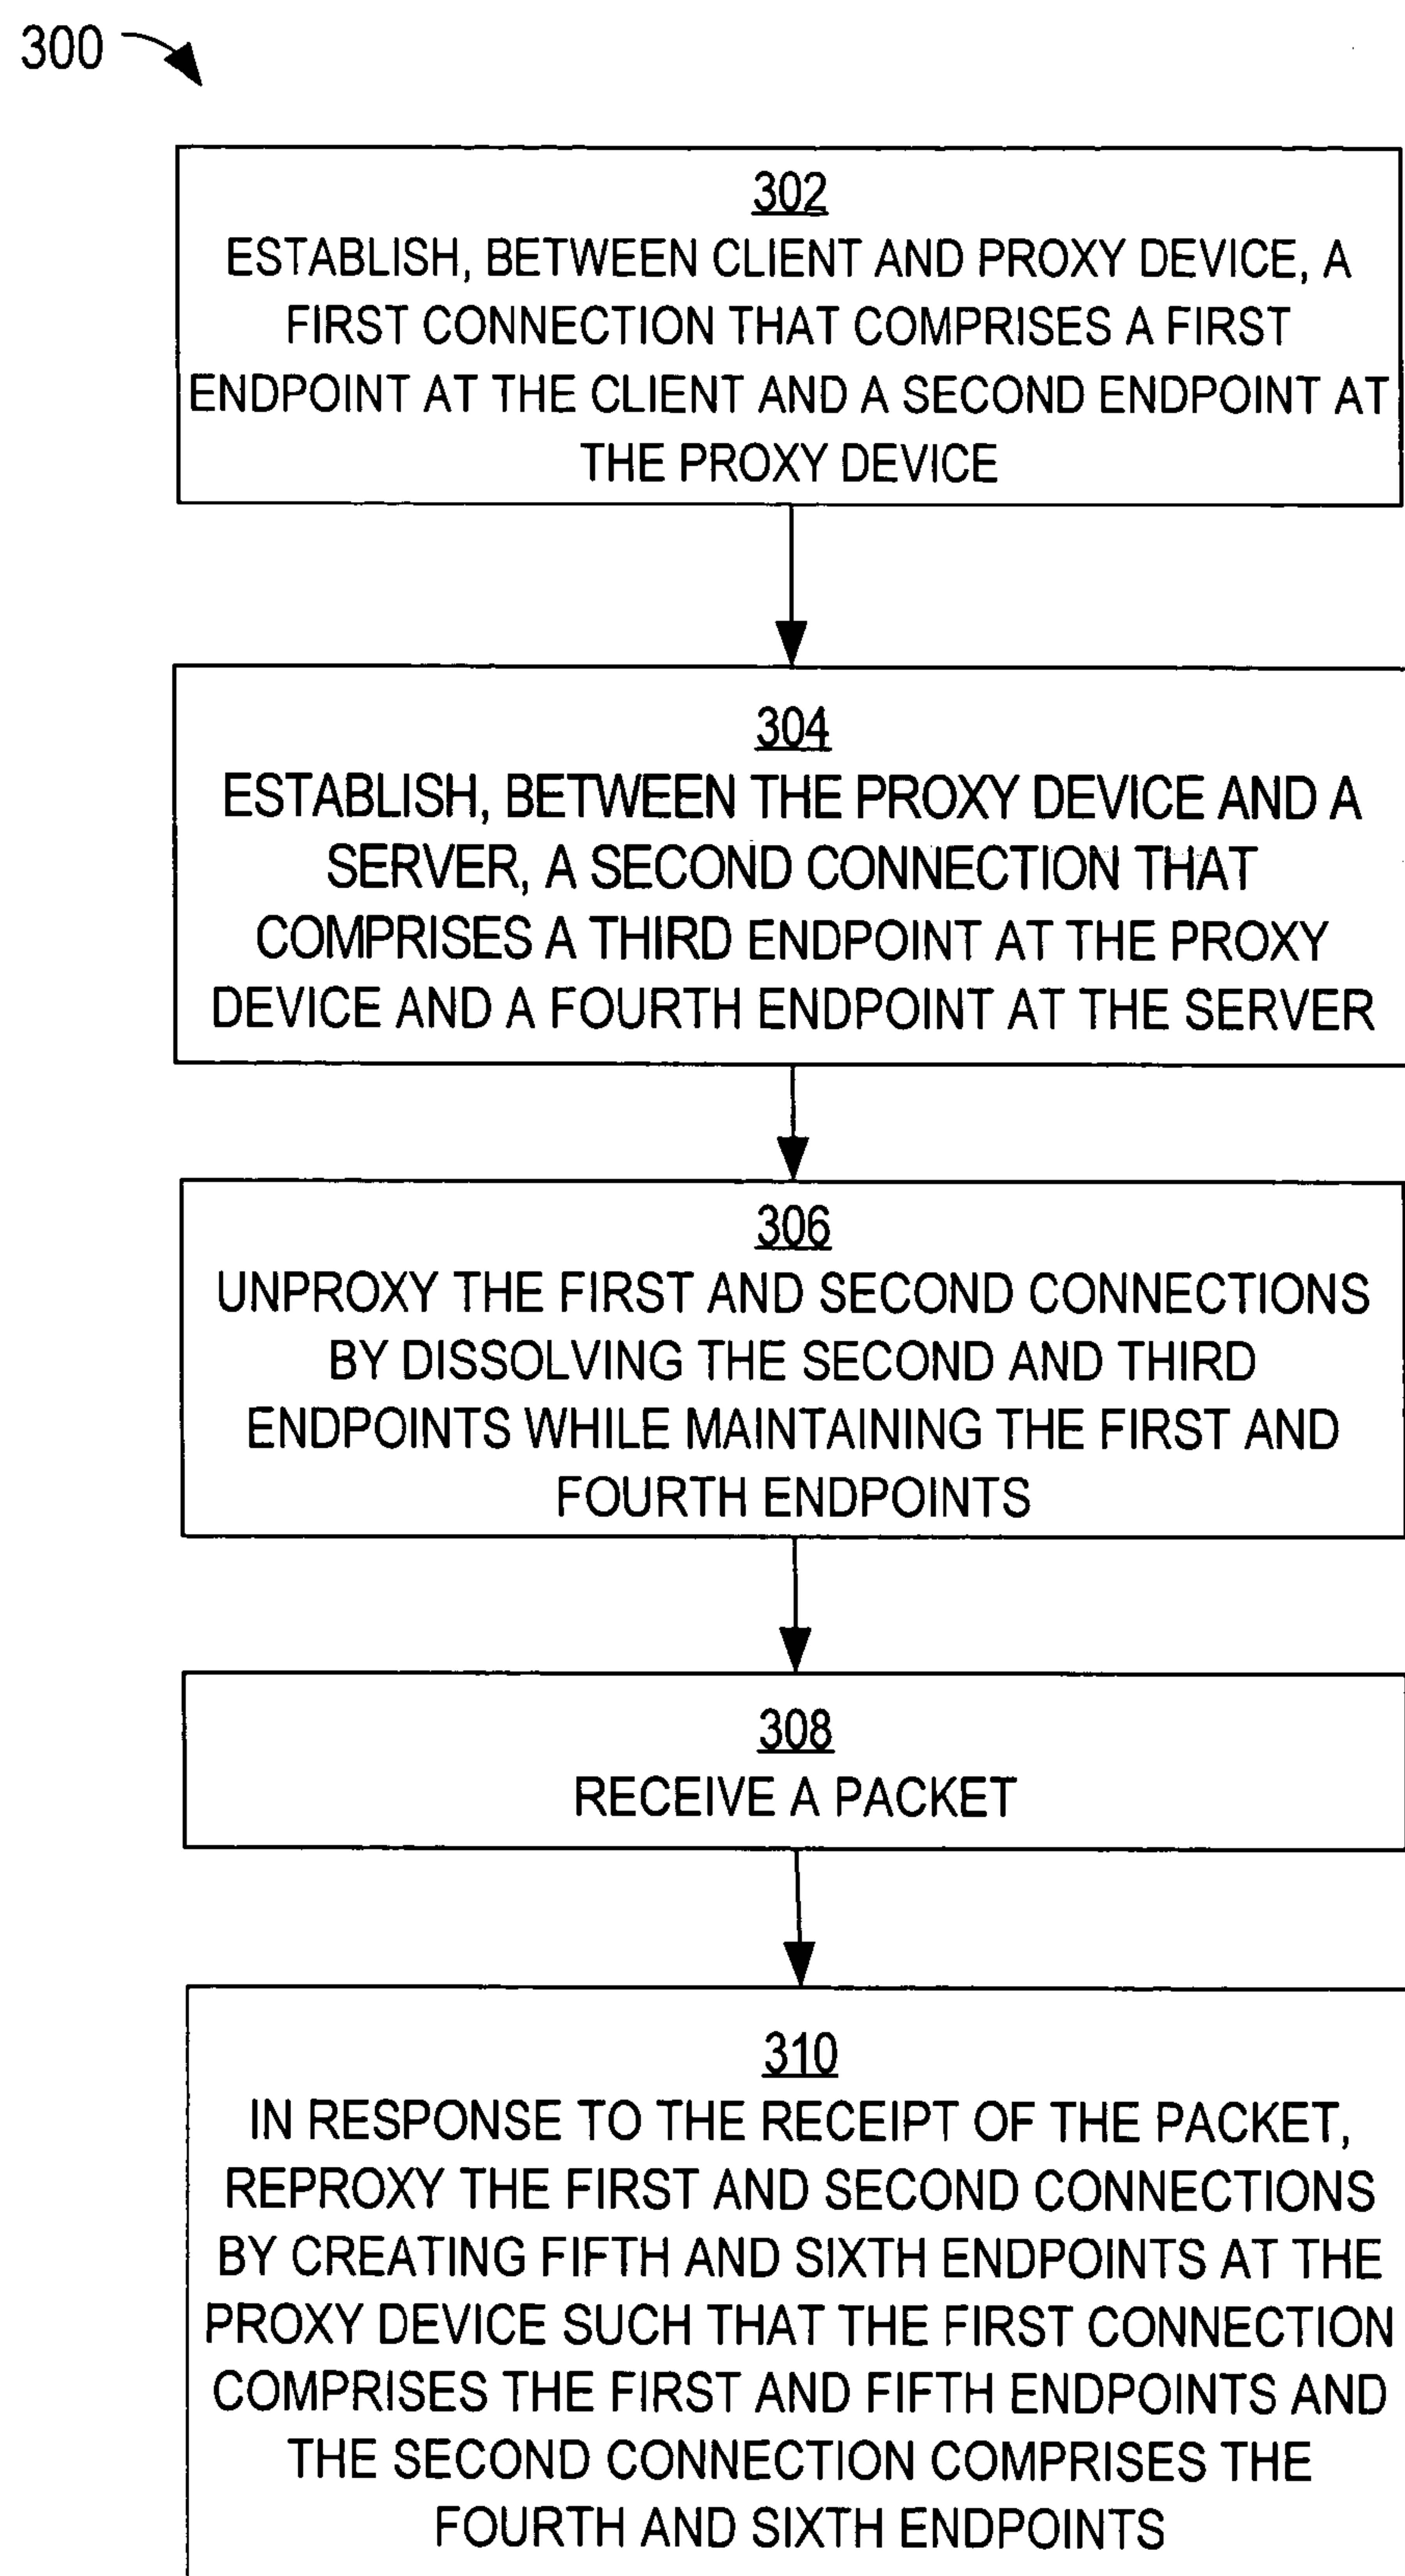 300
302
ESTABLISH, BETWEEN CLIENT AND PROXY DEVICE, A
FIRST CONNECTION THAT COMPRISES A FIRST
ENDPOINT AT THE CLIENT AND A SECOND ENDPOINT AT
THE PROXY DEVICE
304
ESTABLISH, BETWEEN THE PROXY DEVICE AND A
SERVER, A SECOND CONNECTION THAT
COMPRISES A THIRD ENDPOINT AT THE PROXY
DEVICE AND A FOURTH ENDPOINT AT THE SERVER
306
UNPROXY THE FIRST AND SECOND CONNECTIONS
BY DISSOLVING THE SECOND AND THIRD
ENDPOINTS WHILE MAINTAINING THE FIRST AND
FOURTH ENDPOINTS
308
RECEIVE A PACKET
310
IN RESPONSE TO THE RECEIPT OF THE PACKET,
REPROXY THE FIRST AND SECOND CONNECTIONS
BY CREATING FIFTH AND SIXTH ENDPOINTS AT THE
PROXY DEVICE SUCH THAT THE FIRST CONNECTION
COMPRISES THE FIRST AND FIFTH ENDPOINTS AND
THE SECOND CONNECTION COMPRISES THE
FOURTH AND SIXTH ENDPOINTS